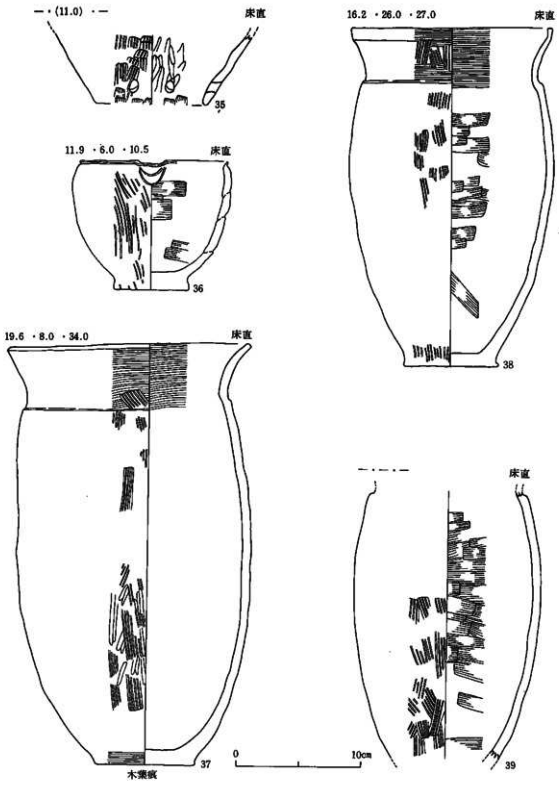 — · (11.0) · —
床直
35
11.9 · 6.0 · 10.5
床直
36
16.2 · 26.0 · 27.0
床直
38
19.6 · 8.0 · 34.0
床直
37
木葉痕
0 10cm
— · — · —
床直
39